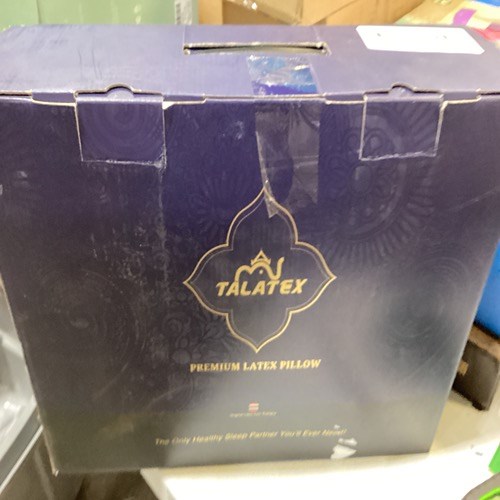 TALATEX
PREMIUM LATEX PILLOW
The Only Healthy Sleep Partner You'll Ever Need!